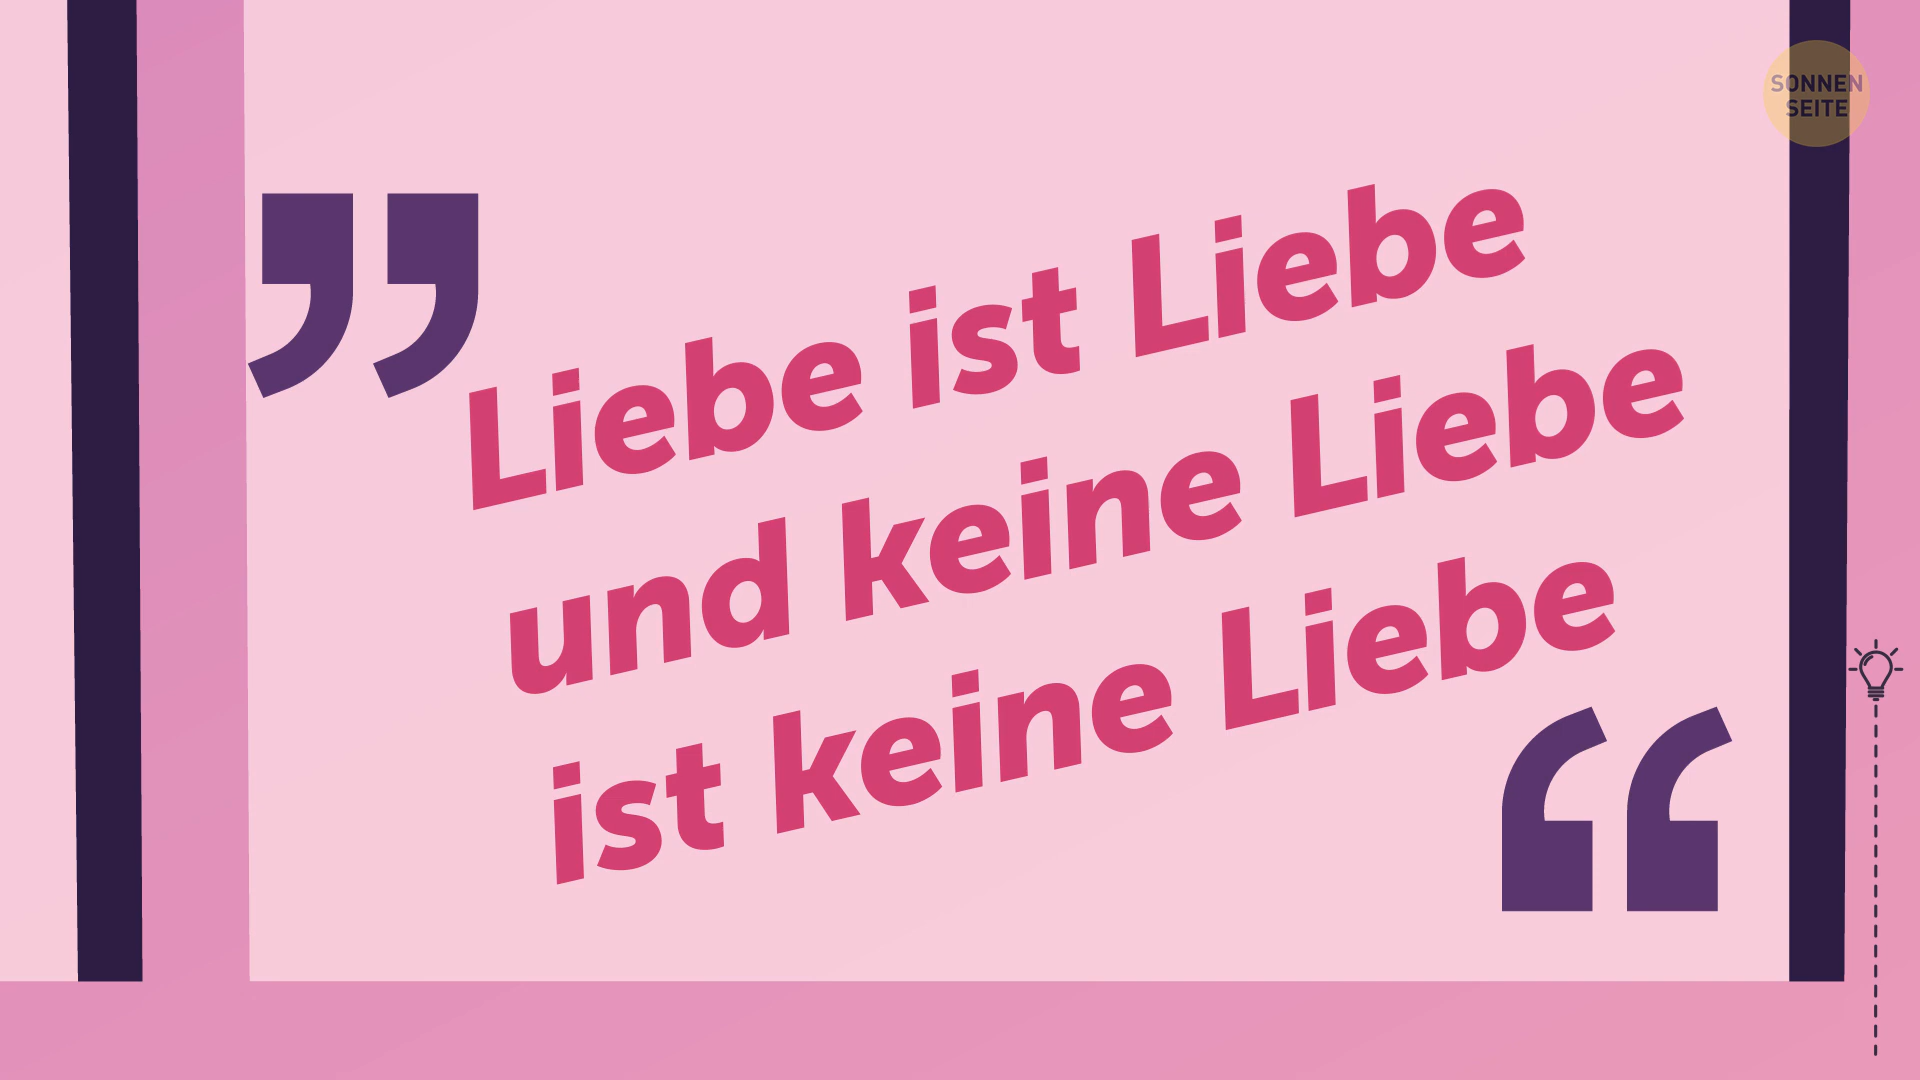 SONNEN
SEITE
”Liebe ist Liebe
und keine Liebe
ist keine Liebe“